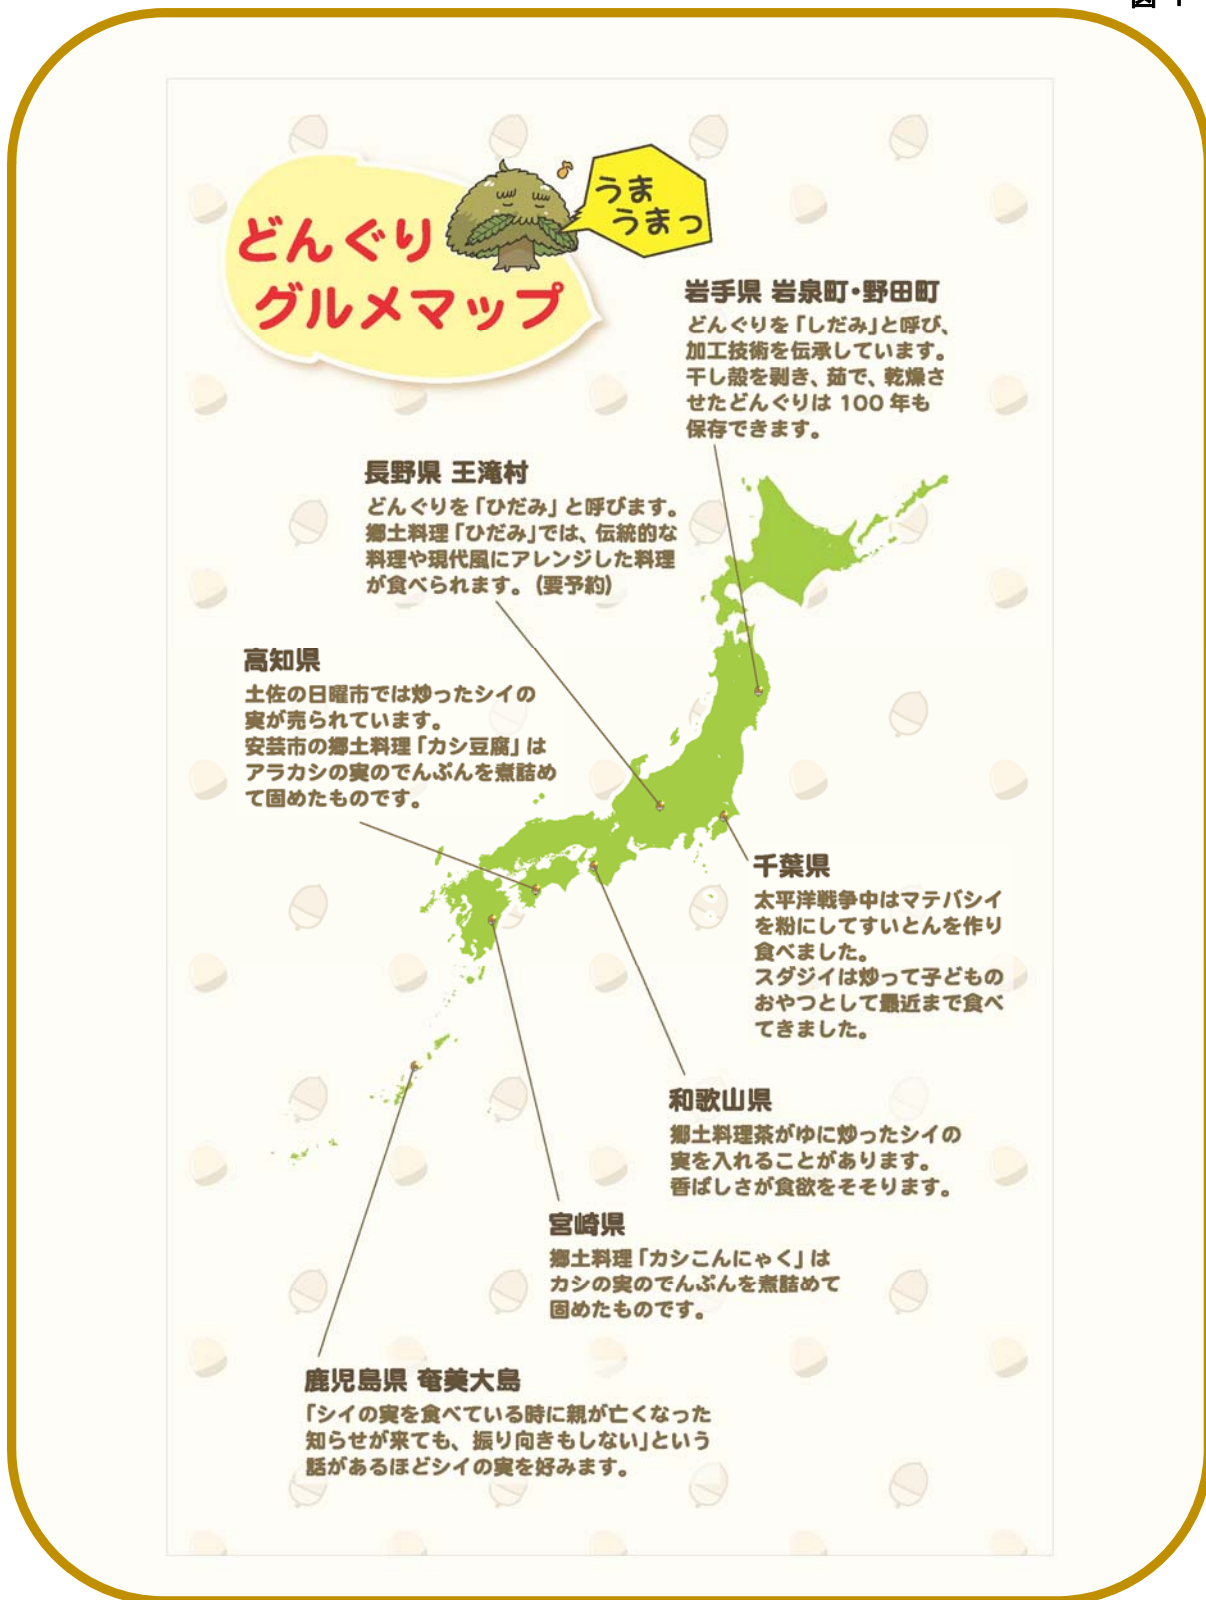 どんぐり
グルメマップ
うま
うまっ
岩手県 岩泉町・野田町
どんぐりを「しだみ」と呼び、
加工技術を伝承しています。
干し殻を剥き、茹で、乾燥さ
せたどんぐりは 100 年も
保存できます。
長野県 王滝村
どんぐりを「ひだみ」と呼びます。
郷土料理「ひだみ」では、伝統的な
料理や現代風にアレンジした料理
が食べられます。(要予約)
高知県
土佐の日曜市では炒ったシイの
実が売られています。
安芸市の郷土料理「カシ豆腐」は
アラカシの実のでんぷんを煮詰め
て固めたものです。
千葉県
太平洋戦争中はマテバシイ
を粉にしてすいとんを作り
食べました。
スダジイは炒って子どもの
おやつとして最近まで食べ
てきました。
和歌山県
郷土料理茶がゆに炒ったシイの
実を入れることがあります。
香ばしさが食欲をそそります。
宮崎県
郷土料理「カシこんにゃく」は
カシの実のでんぷんを煮詰めて
固めたものです。
鹿児島県 奄美大島
「シイの実を食べている時に親が亡くなった
知らせが来ても、振り向きもしない」という
話があるほどシイの実を好みます。